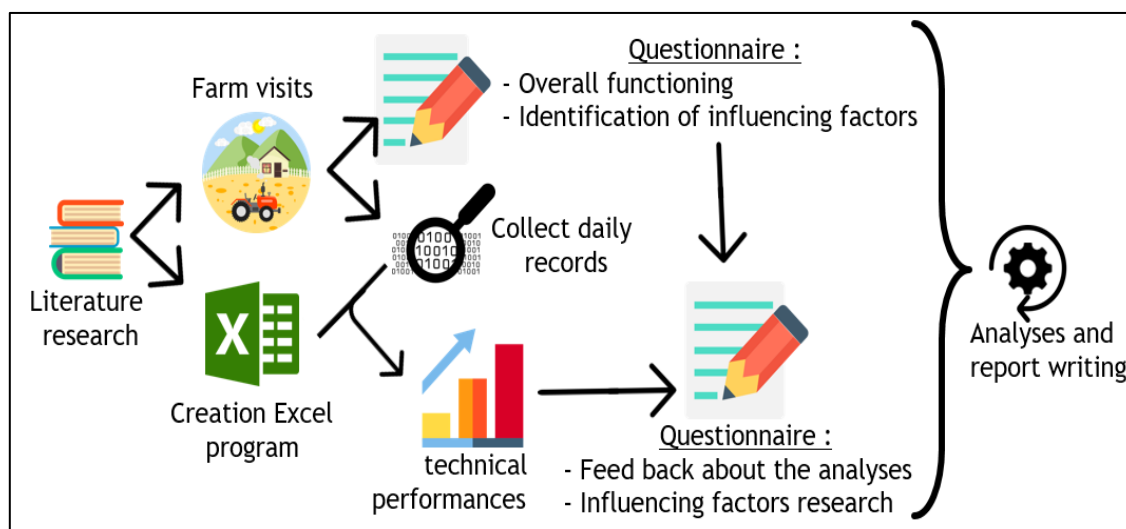 Farm visits
Questionnaire :
- Overall functioning
- Identification of influencing factors
Literature
research
Collect daily
records
X
Creation Excel
program
technical
performances
Questionnaire :
- Feed back about the analyses
- Influencing factors research
Analyses and
report writing